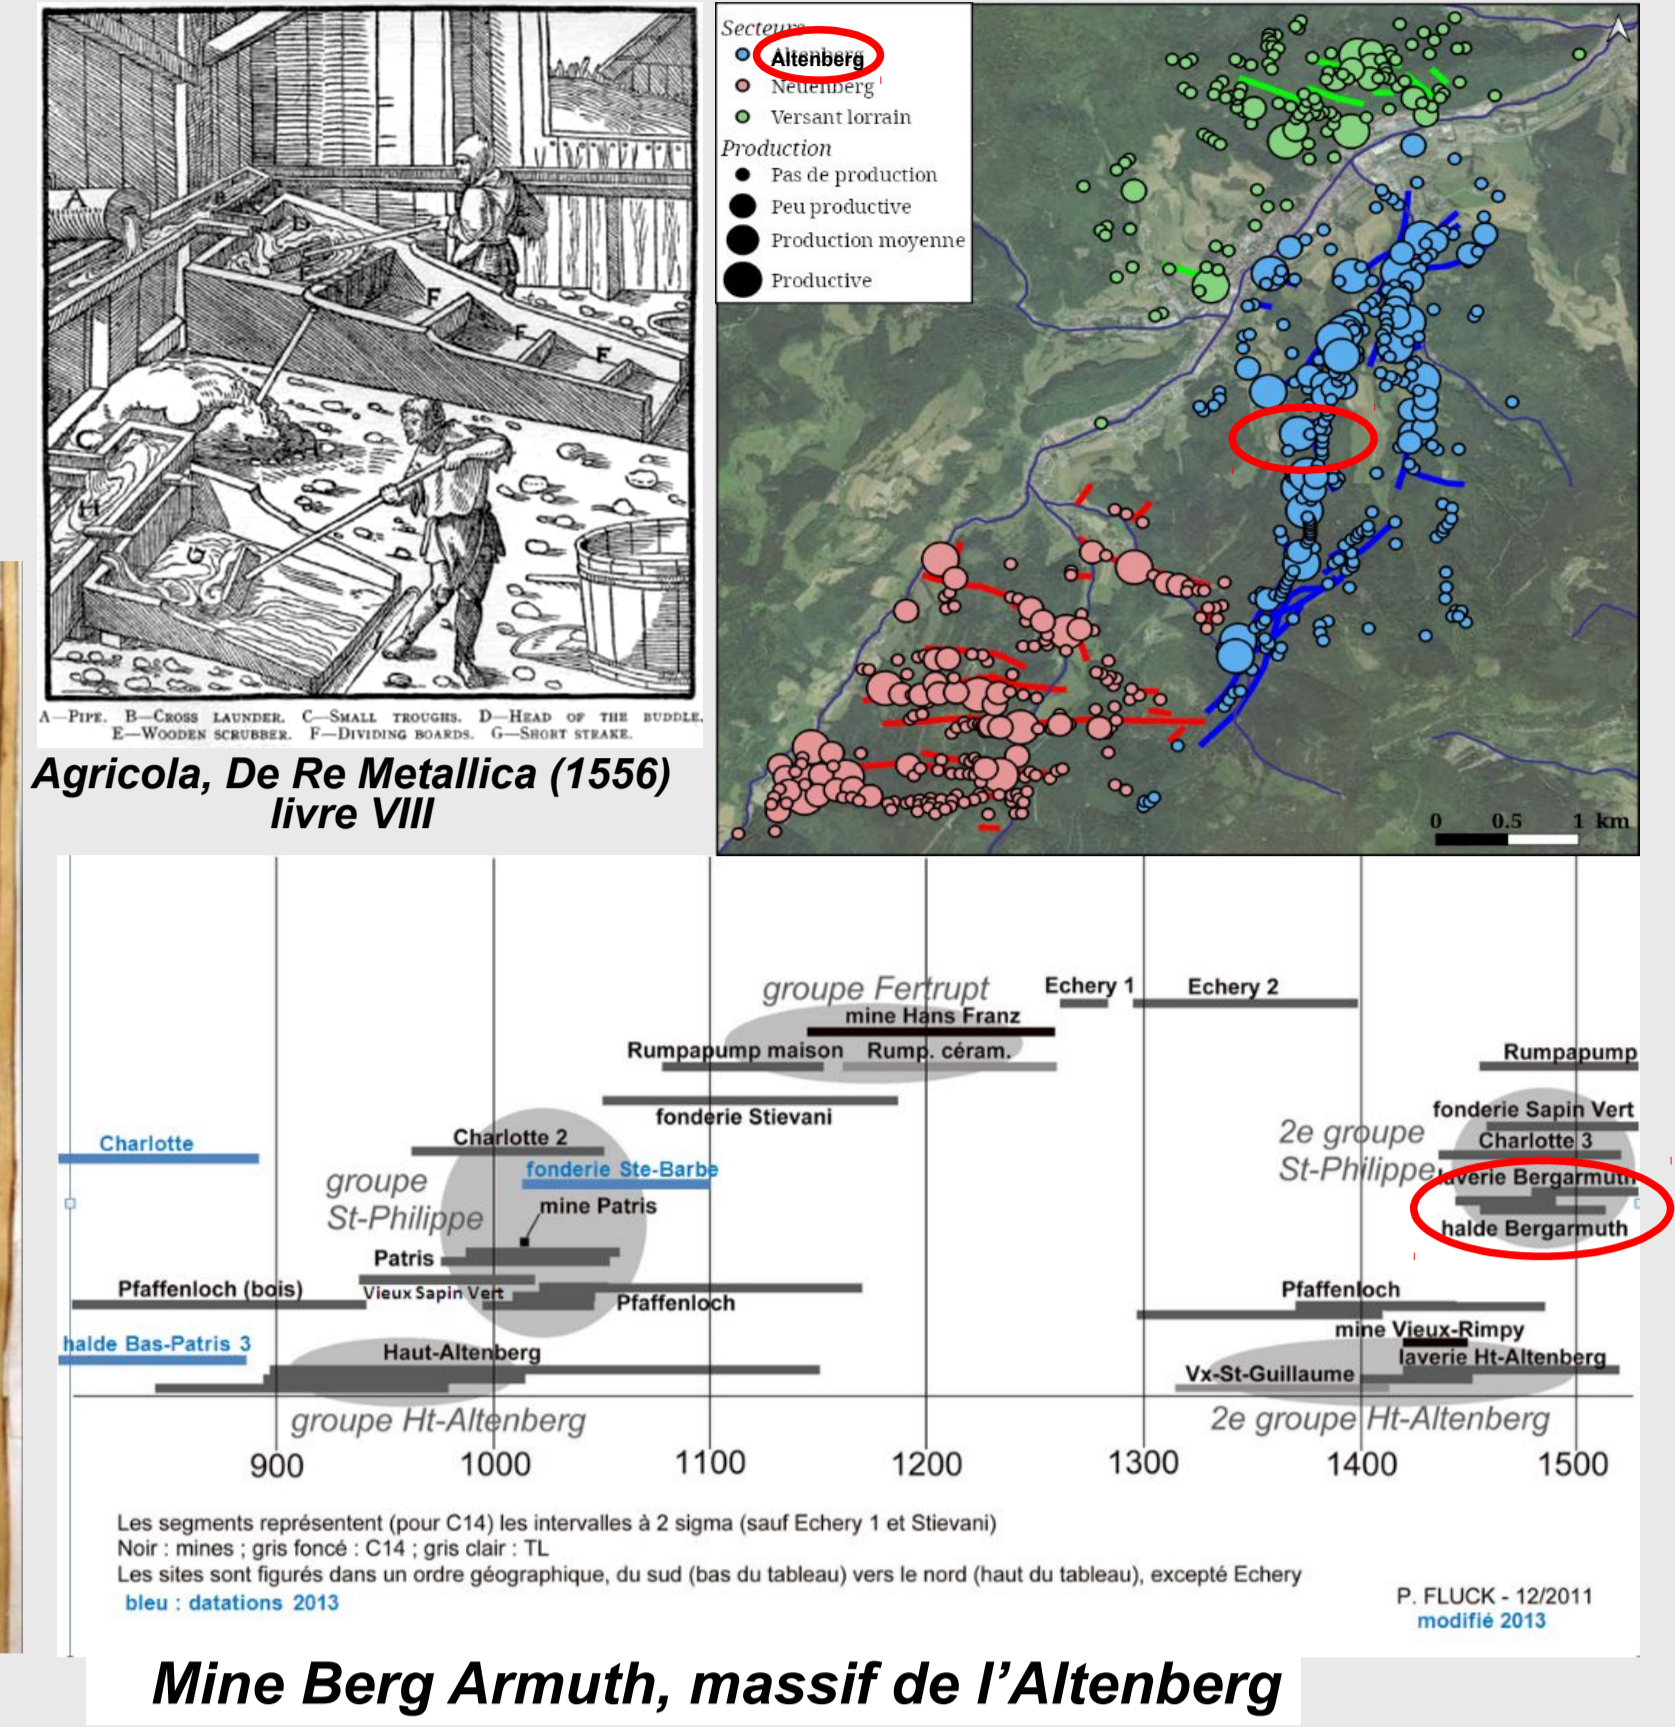 A
B
D
F
F
F
C
H
G
A—Pipe. B—Cross launder. C—Small troughs. D—Head of the buddle.
E—Wooden scrubber. F—Dividing boards. G—Short strake.
Agricola, De Re Metallica (1556)
livre VIII
Secteurs
Altenberg
Neuenberg
Versant lorrain
Production
Pas de production
Peu productive
Production moyenne
Productive
0 0.5 1 km
groupe Fertrupt
Echery 1
Echery 2
mine Hans Franz
Rumpapump maison
Rump. céram.
Rumpapump
fonderie Stievani
fonderie Sapin Vert
2e groupe
St-Philippe
Charlotte 3
Charlotte
Charlotte 2
groupe
St-Philippe
fonderie Ste-Barbe
laverie Bergarmuth
mine Patris
halde Bergarmuth
Patris
Pfaffenloch (bois)
Vieux Sapin Vert
Pfaffenloch
Pfaffenloch
halde Bas-Patris 3
mine Vieux-Rimpy
Haut-Altenberg
laverie Ht-Altenberg
Vx-St-Guillaume
groupe Ht-Altenberg
2e groupe Ht-Altenberg
900 1000 1100 1200 1300 1400 1500
Les segments représentent (pour C14) les intervalles à 2 sigma (sauf Echery 1 et Stievani)
Noir : mines ; gris foncé : C14 ; gris clair : TL
Les sites sont figurés dans un ordre géographique, du sud (bas du tableau) vers le nord (haut du tableau), excepté Echery
bleu : datations 2013
P. FLUCK - 12/2011
modifié 2013
Mine Berg Armuth, massif de l'Altenberg